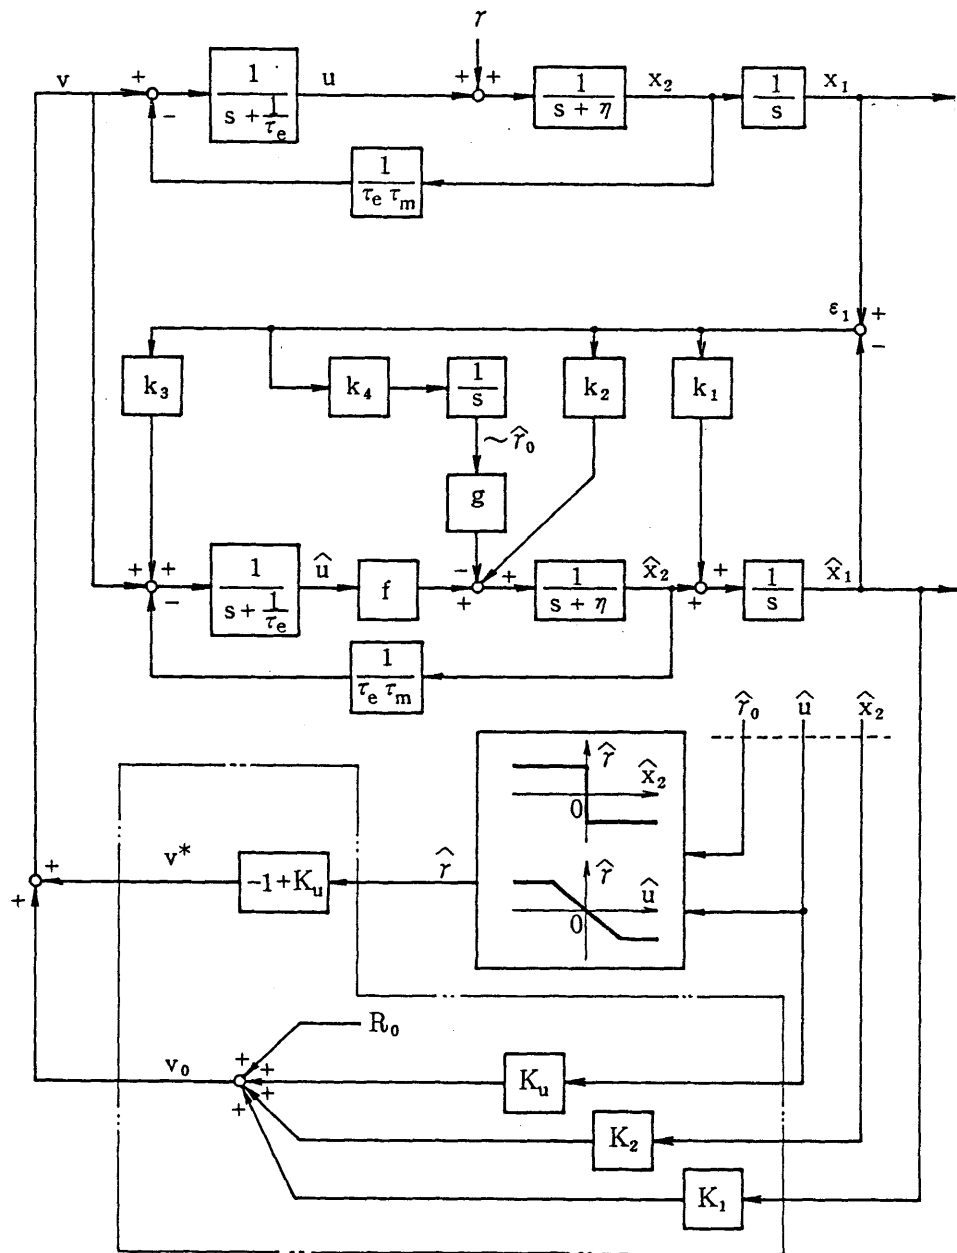 γ
v + - 1/(s + 1/τₑ) u + + 1/(s + η) x₂ 1/s x₁
1/(τₑ τₘ)
ε₁ + -
k₃ k₄ 1/s k₂ k₁
~γ̂₀
g
+ + - 1/(s + 1/τₑ) û f - + + 1/(s + η) x̂₂ + + 1/s x̂₁
1/(τₑ τₘ)
γ̂₀ û x̂₂
γ̂
x̂₂
0
v* -1+Kᵤ γ̂
γ̂
û
0
+ +
R₀
v₀ + + + + Kᵤ
K₂
K₁